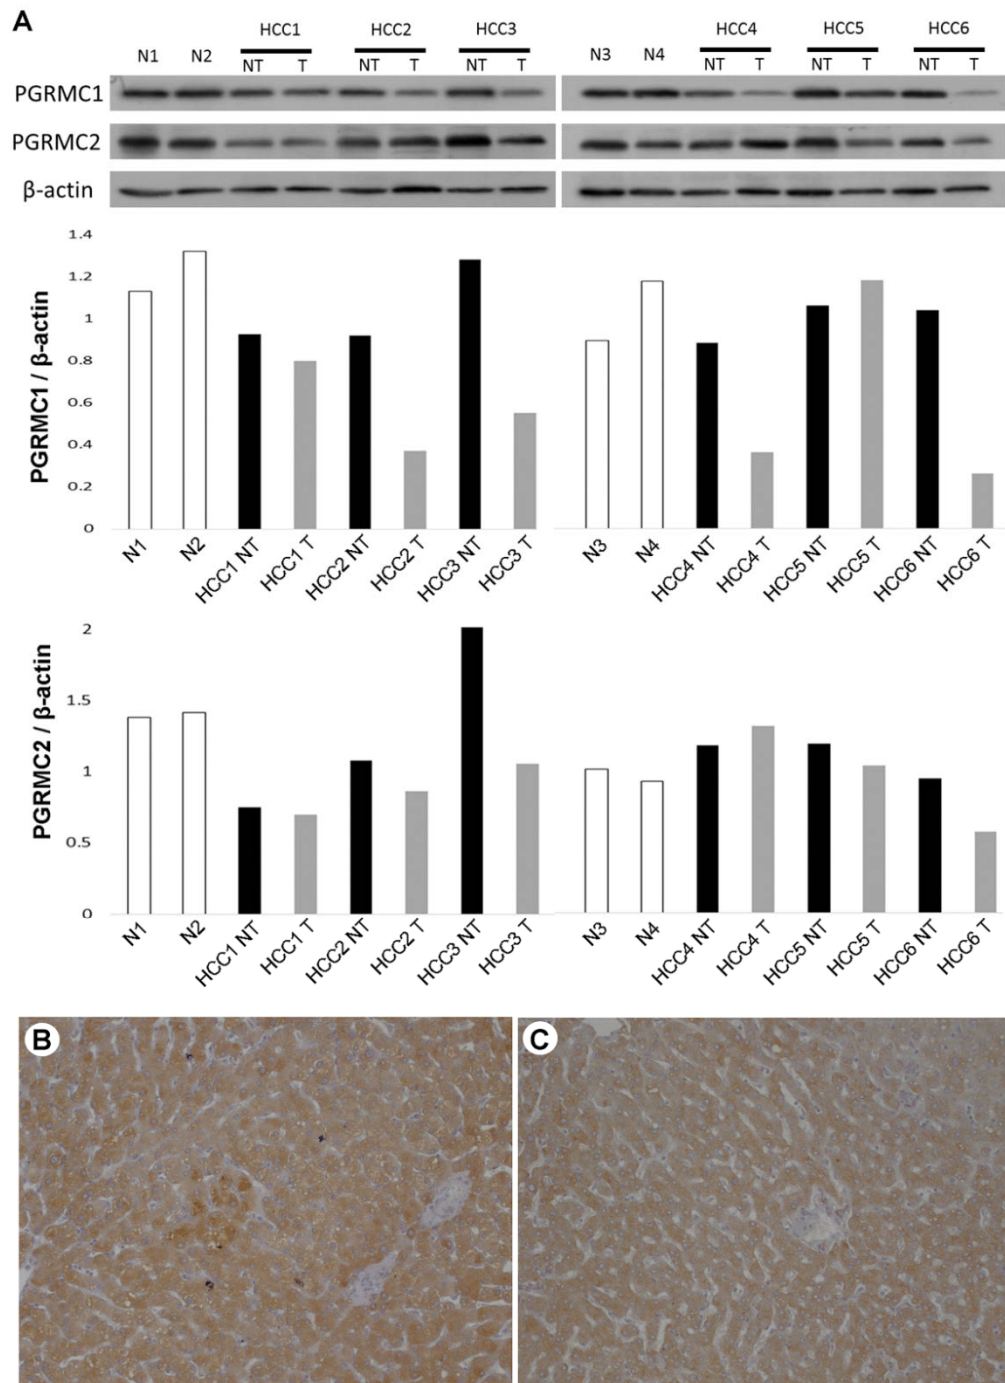 A
HCC1 HCC2 HCC3 HCC4 HCC5 HCC6
N1 N2 NT T NT T NT T N3 N4 NT T NT T NT T
PGRMC1
PGRMC2
β-actin
PGRMC1 / β-actin
1.4
1.2
1
0.8
0.6
0.4
0.2
0
N1 N2 HCC1 NT HCC1 T HCC2 NT HCC2 T HCC3 NT HCC3 T N3 N4 HCC4 NT HCC4 T HCC5 NT HCC5 T HCC6 NT HCC6 T
PGRMC2 / β-actin
2
1.5
1
0.5
0
N1 N2 HCC1 NT HCC1 T HCC2 NT HCC2 T HCC3 NT HCC3 T N3 N4 HCC4 NT HCC4 T HCC5 NT HCC5 T HCC6 NT HCC6 T
B C